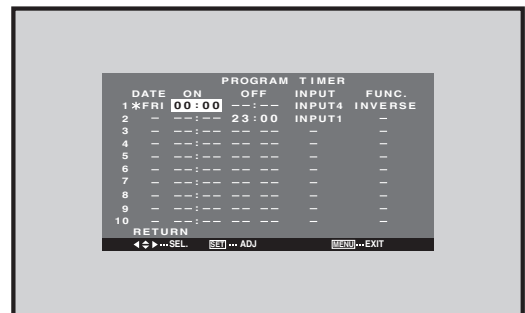 PROGRAM TIMER
DATE ON OFF INPUT FUNC.
1 *FRI 00:00 --:-- INPUT4 INVERSE
2 – --:-- 23:00 INPUT1 –
3 – --:-- -- -- – –
4 – --:-- -- -- – –
5 – --:-- -- -- – –
6 – --:-- -- -- – –
7 – --:-- -- -- – –
8 – --:-- -- -- – –
9 – --:-- -- -- – –
10 – --:-- -- -- – –
RETURN
◀◆▶•••SEL. SET ••• ADJ MENU•••EXIT